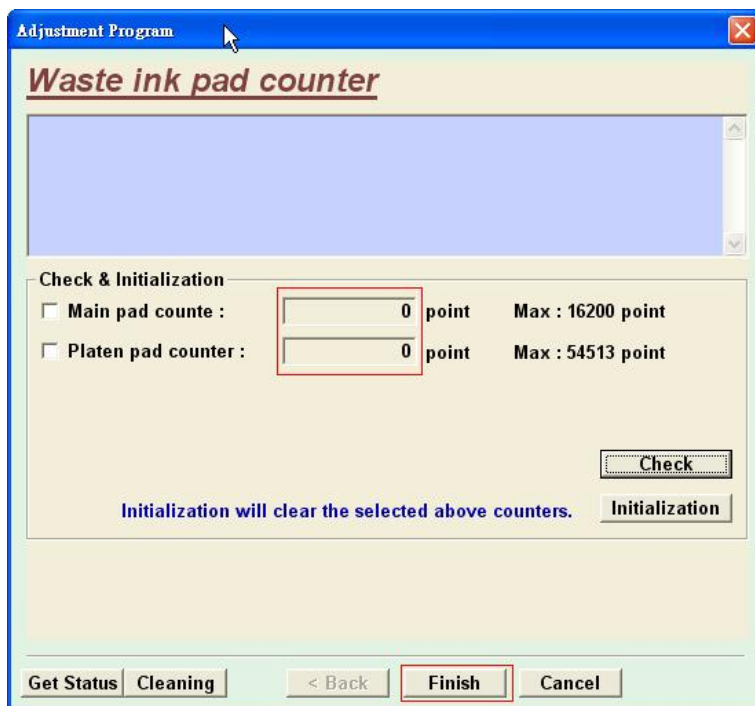 Adjustment Program
Waste ink pad counter
Check & Initialization
Main pad counte : 0 point Max : 16200 point
Platen pad counter : 0 point Max : 54513 point
Check
Initialization will clear the selected above counters. Initialization
Get Status Cleaning < Back Finish Cancel